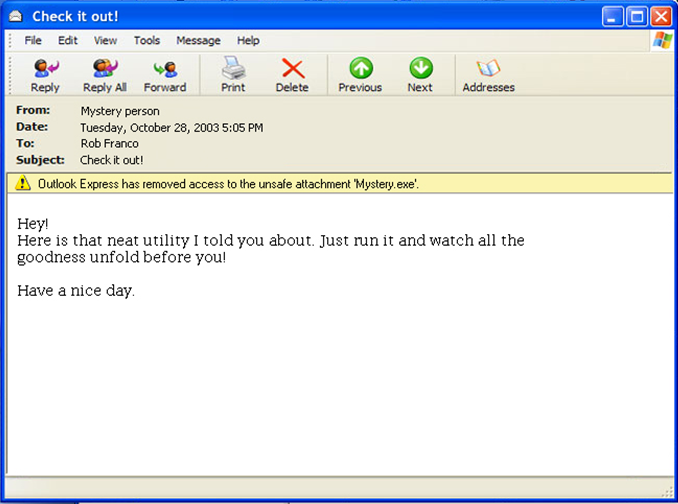 Check it out!
File Edit View Tools Message Help
Reply Reply All Forward Print Delete Previous Next Addresses
From: Mystery person
Date: Tuesday, October 28, 2003 5:05 PM
To: Rob Franco
Subject: Check it out!
Outlook Express has removed access to the unsafe attachment 'Mystery.exe'.
Hey!
Here is that neat utility I told you about. Just run it and watch all the
goodness unfold before you!
Have a nice day.